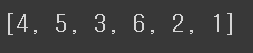 [4, 5, 3, 6, 2, 1]